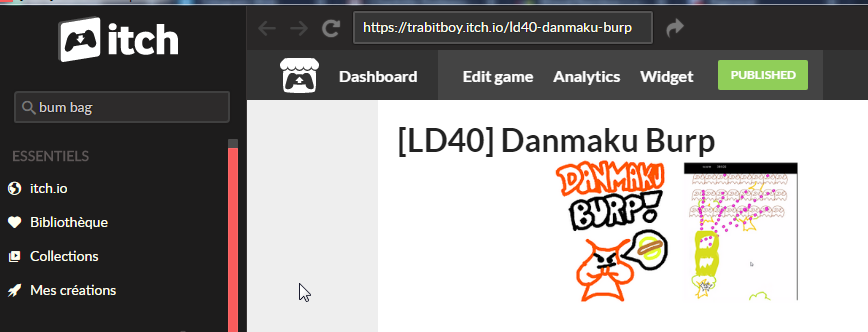 itch
https://trabitboy.itch.io/ld40-danmaku-burp
Dashboard Edit game Analytics Widget PUBLISHED
bum bag
[LD40] Danmaku Burp
ESSENTIELS
itch.io
Bibliothèque
Collections
Mes créations
DANMAKU
BURP!